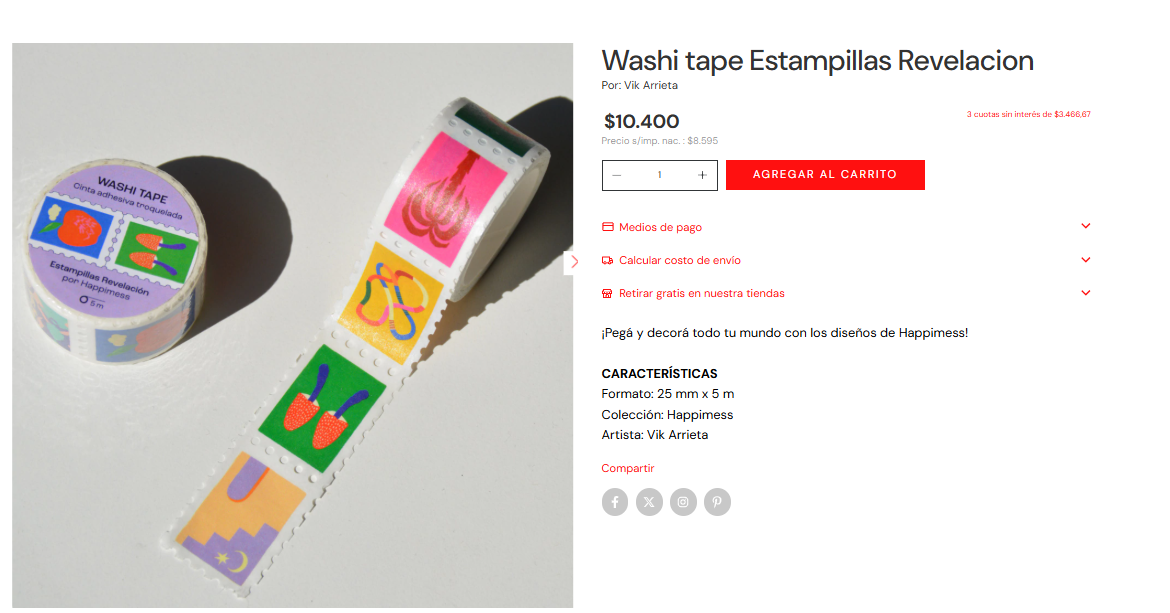 WASHI TAPE
Cinta adhesiva troquelada
Estampillas Revelación
por Happimess
5 m
Washi tape Estampillas Revelacion
Por: Vik Arrieta
$10.400
3 cuotas sin interés de $3.466,67
Precio s/imp. nac. : $8.595
1
AGREGAR AL CARRITO
Medios de pago
Calcular costo de envío
Retirar gratis en nuestra tiendas
¡Pegá y decorá todo tu mundo con los diseños de Happimess!
CARACTERÍSTICAS
Formato: 25 mm x 5 m
Colección: Happimess
Artista: Vik Arrieta
Compartir